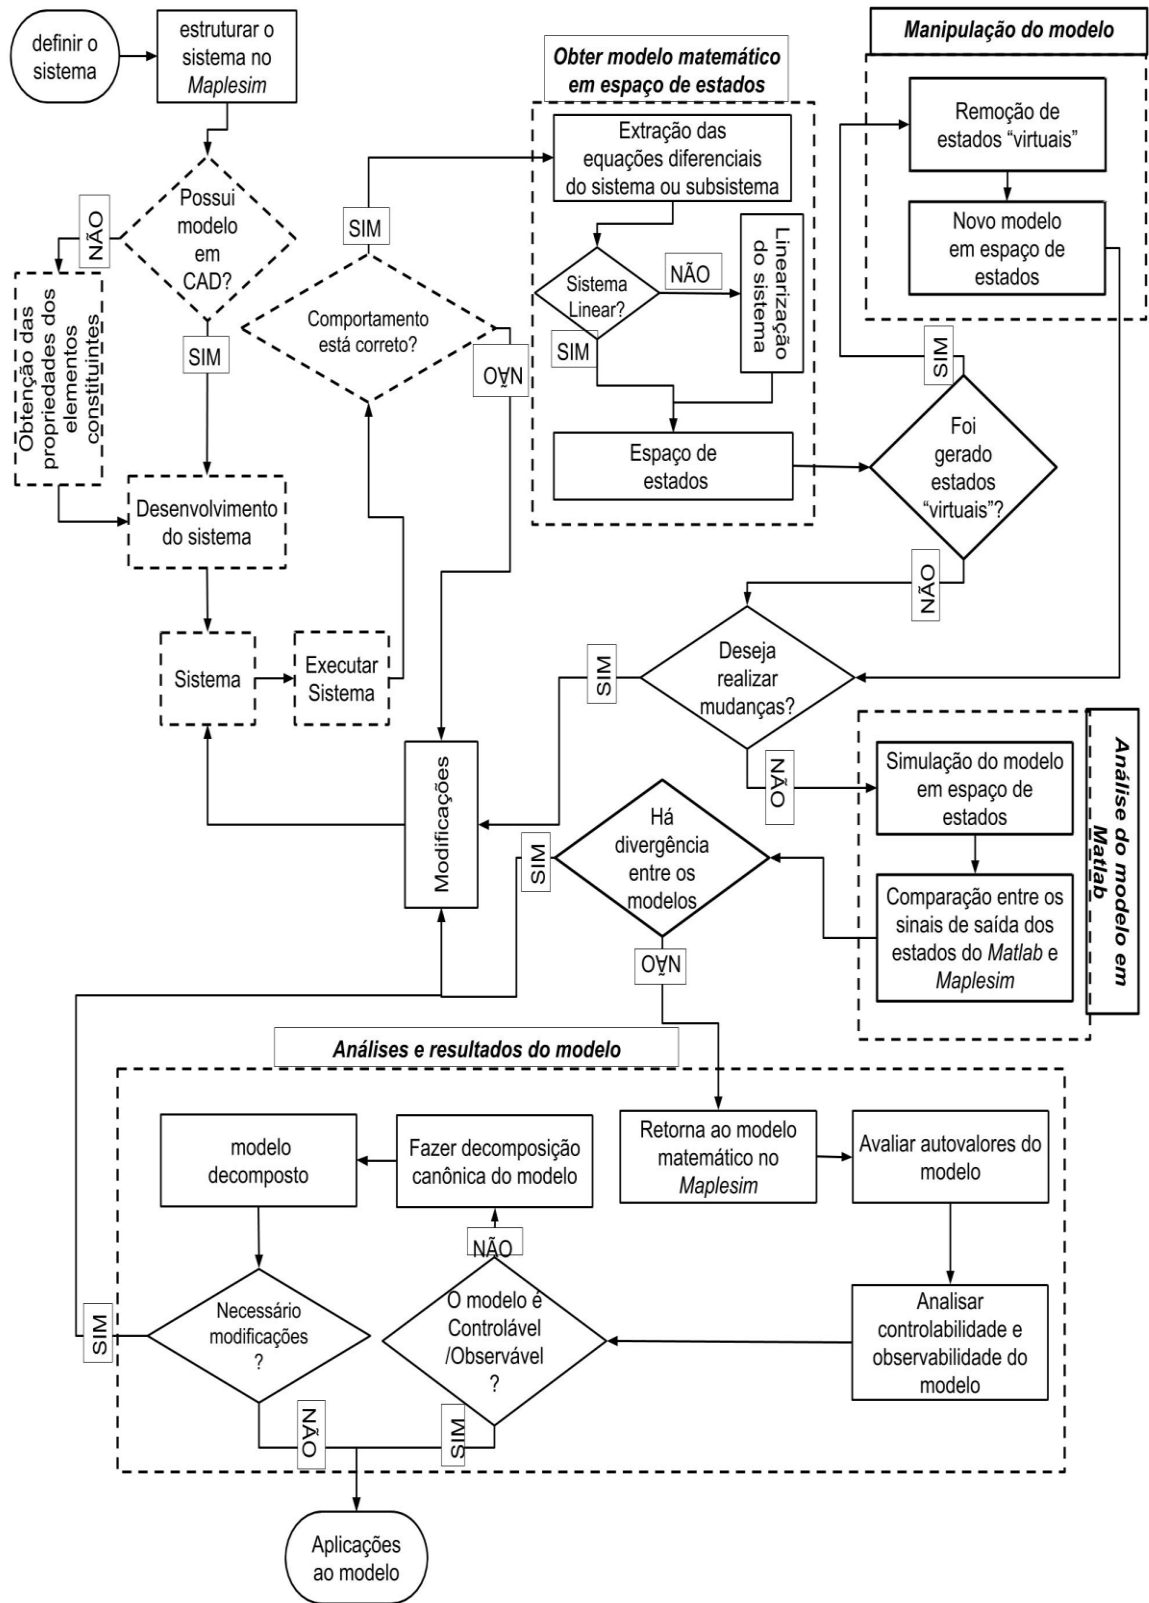 definir o
sistema
estruturar o
sistema no
Maplesim
Possui
modelo
em
CAD?
NÃO
SIM
Obtenção das
propriedades dos
elementos
constituintes
Desenvolvimento
do sistema
Sistema
Executar
Sistema
Comportamento
está correto?
SIM
NÃO
Obter modelo matemático
em espaço de estados
Extração das
equações diferenciais
do sistema ou subsistema
Sistema
Linear?
NÃO
SIM
Linearização
do sistema
Espaço de
estados
Manipulação do modelo
Remoção de
estados “virtuais”
Novo modelo
em espaço de
estados
SIM
Foi
gerado
estados
“virtuais”?
NÃO
Deseja
realizar
mudanças?
SIM
NÃO
Modificações
Análise do modelo em
Matlab
Simulação do modelo
em espaço de
estados
Comparação entre os
sinais de saída dos
estados do Matlab e
Maplesim
Há
divergência
entre os
modelos
SIM
NÃO
Análises e resultados do modelo
Retorna ao modelo
matemático no
Maplesim
Avaliar autovalores do
modelo
Analisar
controlabilidade e
observabilidade do
modelo
O modelo é
Controlável
/Observável
?
NÃO
SIM
Fazer decomposição
canônica do modelo
modelo
decomposto
Necessário
modificações
?
SIM
NÃO
Aplicações
ao modelo